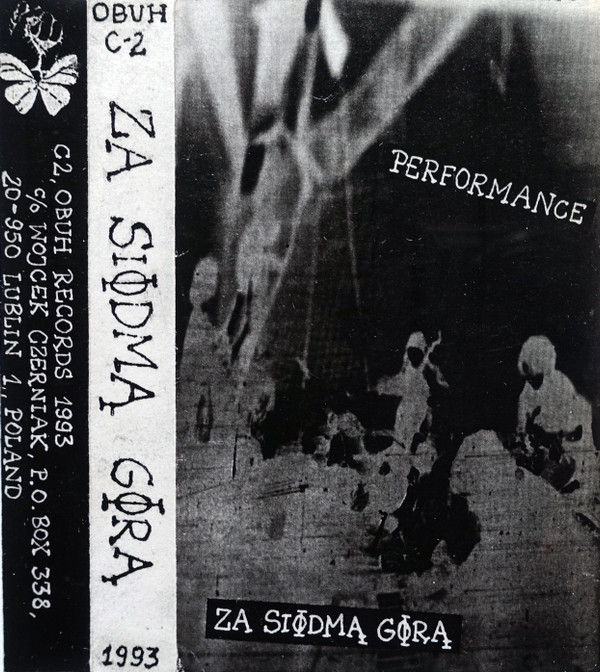 C2, OBUH RECORDS 1993
c/o WOJCEK CZERNIAK, P.O. BOX 338,
20-950 LUBLIN 1., POLAND
OBUH
C-2
ZA SIÓDMĄ GÓRĄ
1993
PERFORMANCE
ZA SIÓDMĄ GÓRĄ